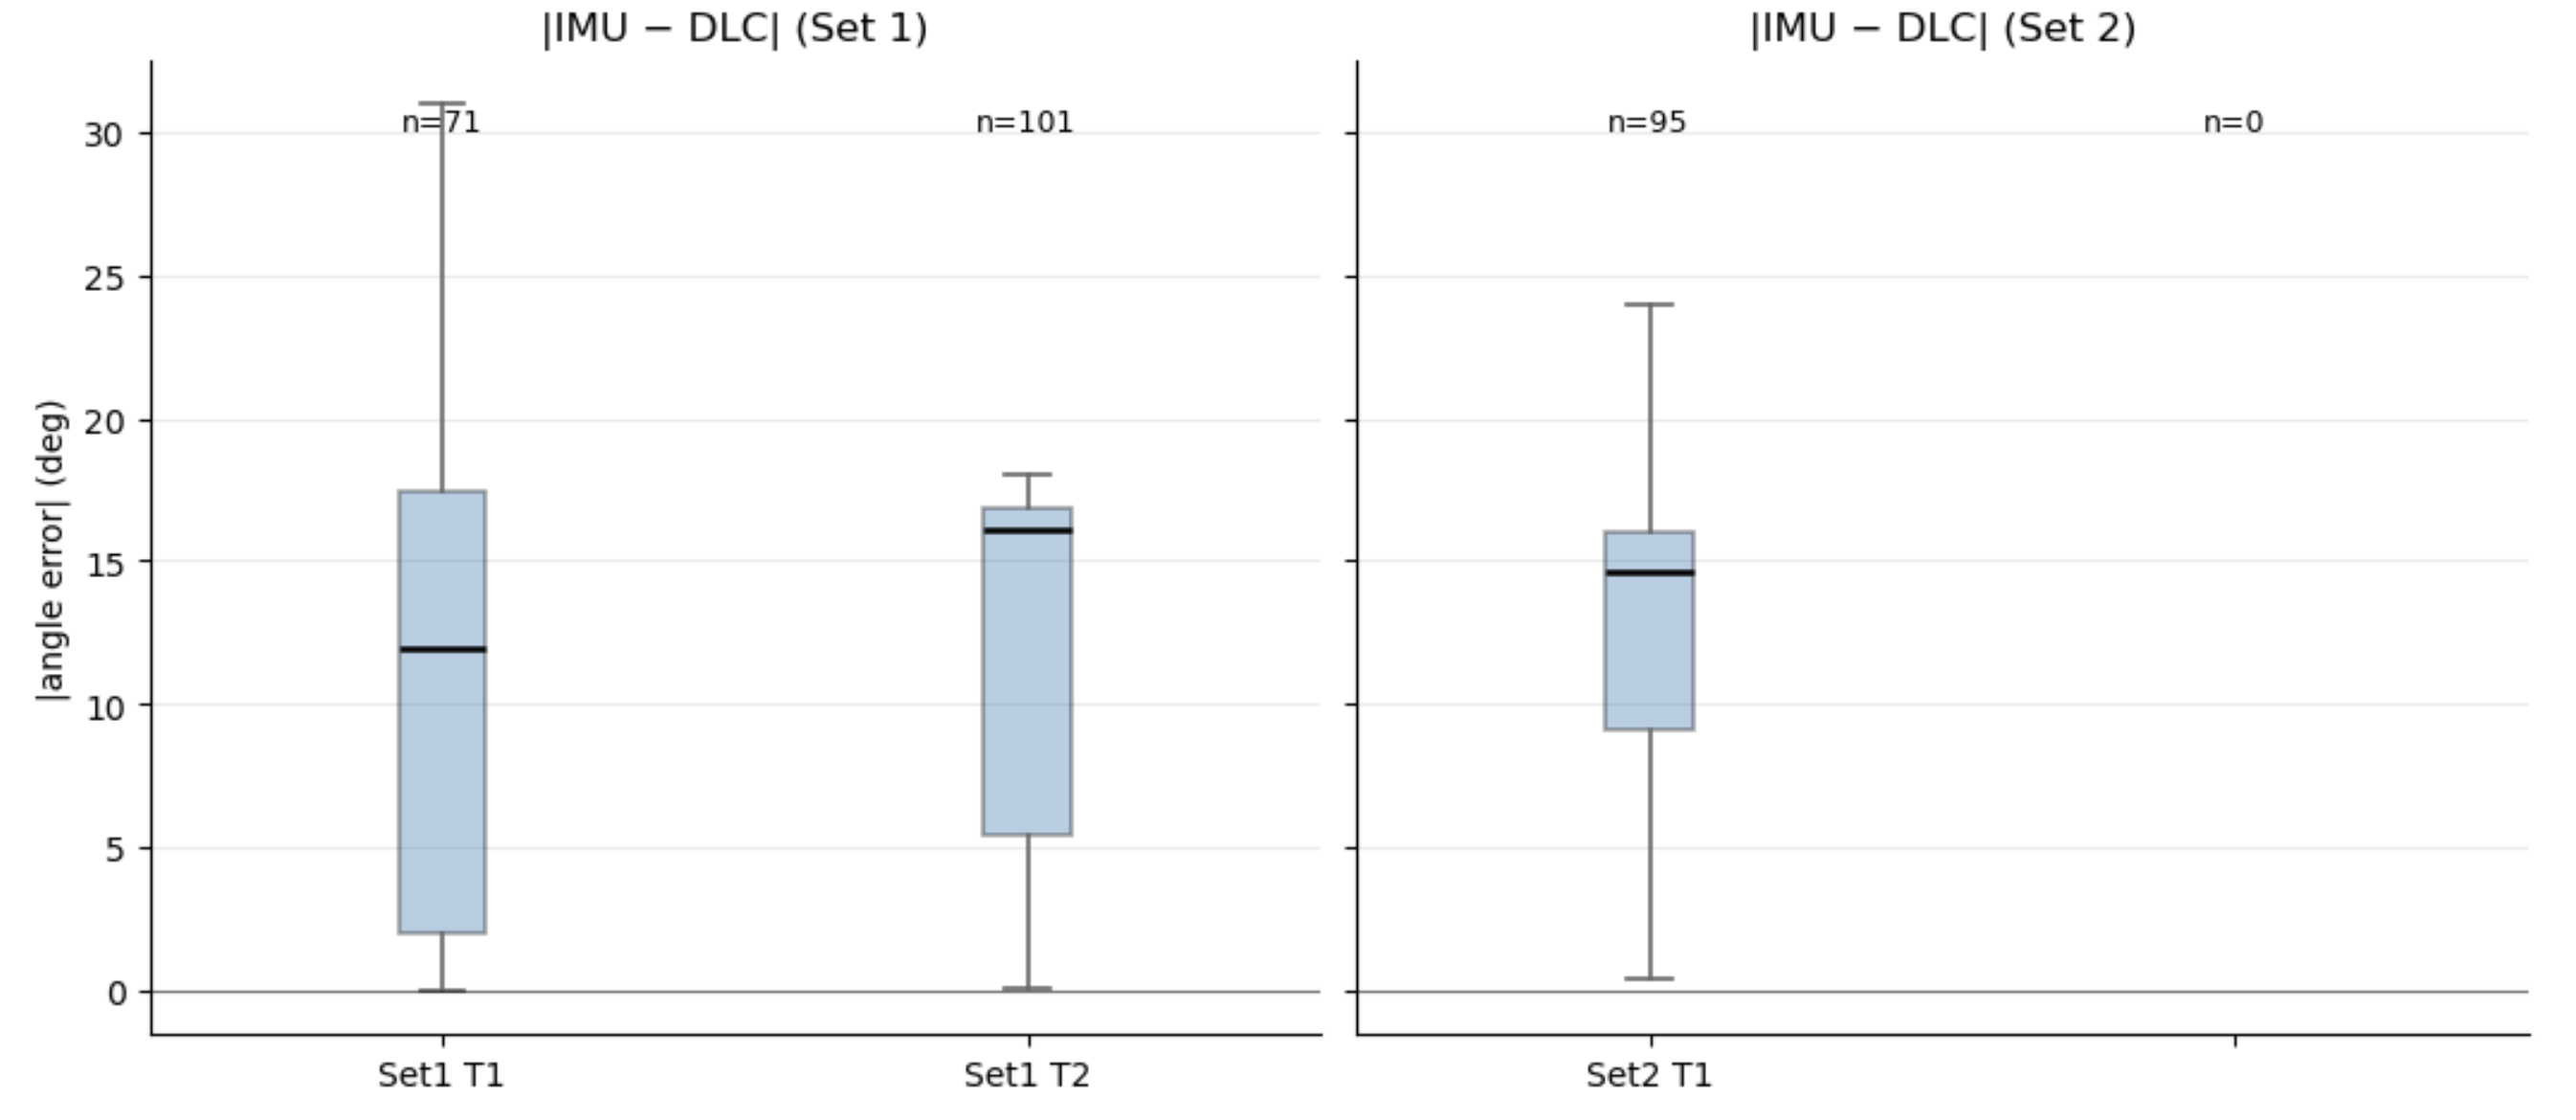 |IMU − DLC| (Set 1)
|angle error| (deg)
30
25
20
15
10
5
0
n=71
n=101
Set1 T1
Set1 T2
|IMU − DLC| (Set 2)
n=95
n=0
Set2 T1